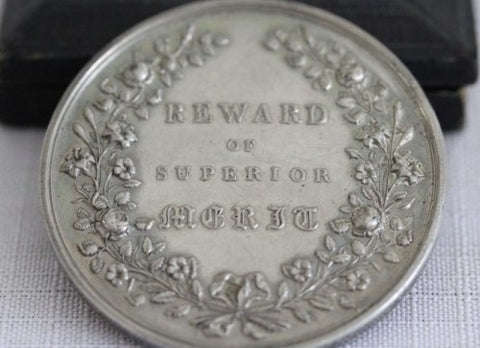 REWARD
OF
SUPERIOR
MERIT